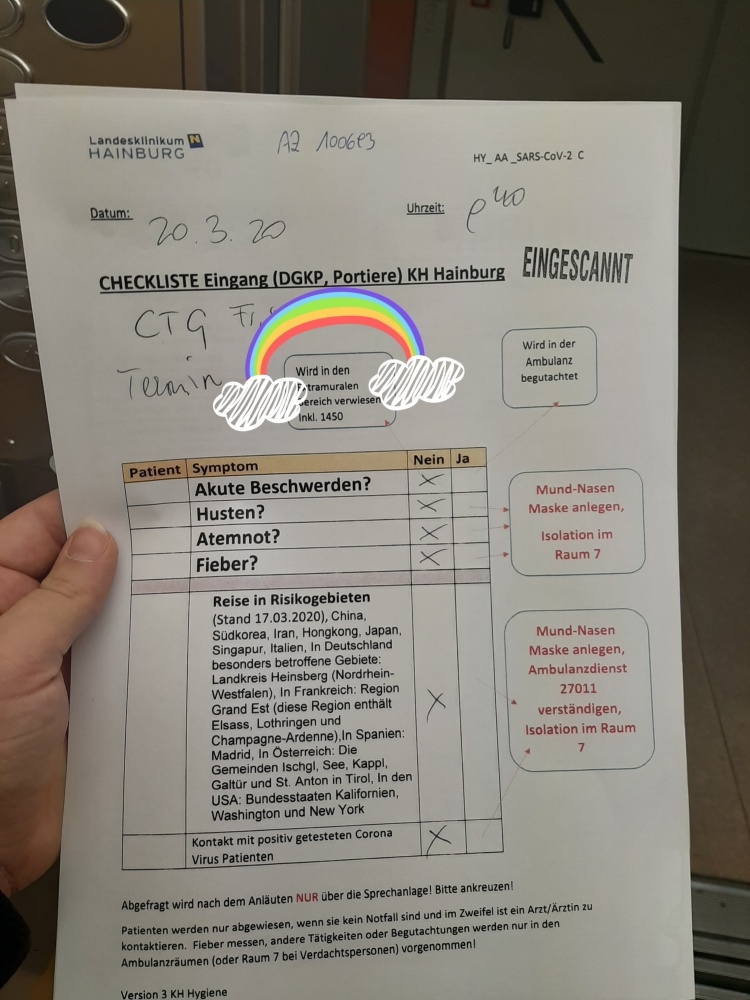 Landesklinikum N
HAINBURG
AZ 100693
HY_ AA _SARS-CoV-2 C
Datum: 20.3.20
Uhrzeit: 40
CHECKLISTE Eingang (DGKP, Portiere) KH Hainburg
EINGESCANNT
CTG
Termin
Wird in den
tramuralen
ereich verwiesen
Inkl. 1450
Wird in der
Ambulanz
begutachtet
Patient Symptom Nein Ja
Akute Beschwerden? X
Husten? X
Atemnot? X
Fieber? X
Mund-Nasen
Maske anlegen,
Isolation im
Raum 7
Reise in Risikogebieten
(Stand 17.03.2020), China,
Südkorea, Iran, Hongkong, Japan,
Singapur, Italien, In Deutschland
besonders betroffene Gebiete:
Landkreis Heinsberg (Nordrhein-
Westfalen), In Frankreich: Region
Grand Est (diese Region enthält
Elsass, Lothringen und
Champagne-Ardenne),In Spanien:
Madrid, In Österreich: Die
Gemeinden Ischgl, See, Kappl,
Galtür und St. Anton in Tirol, In den
USA: Bundesstaaten Kalifornien,
Washington und New York
X
Mund-Nasen
Maske anlegen,
Ambulanzdienst
27011
verständigen,
Isolation im Raum
7
Kontakt mit positiv getesteten Corona
Virus Patienten
X
Abgefragt wird nach dem Anläuten NUR über die Sprechanlage! Bitte ankreuzen!
Patienten werden nur abgewiesen, wenn sie kein Notfall sind und im Zweifel ist ein Arzt/Ärztin zu
kontaktieren. Fieber messen, andere Tätigkeiten oder Begutachtungen werden nur in den
Ambulanzräumen (oder Raum 7 bei Verdachtspersonen) vorgenommen!
Version 3 KH Hygiene